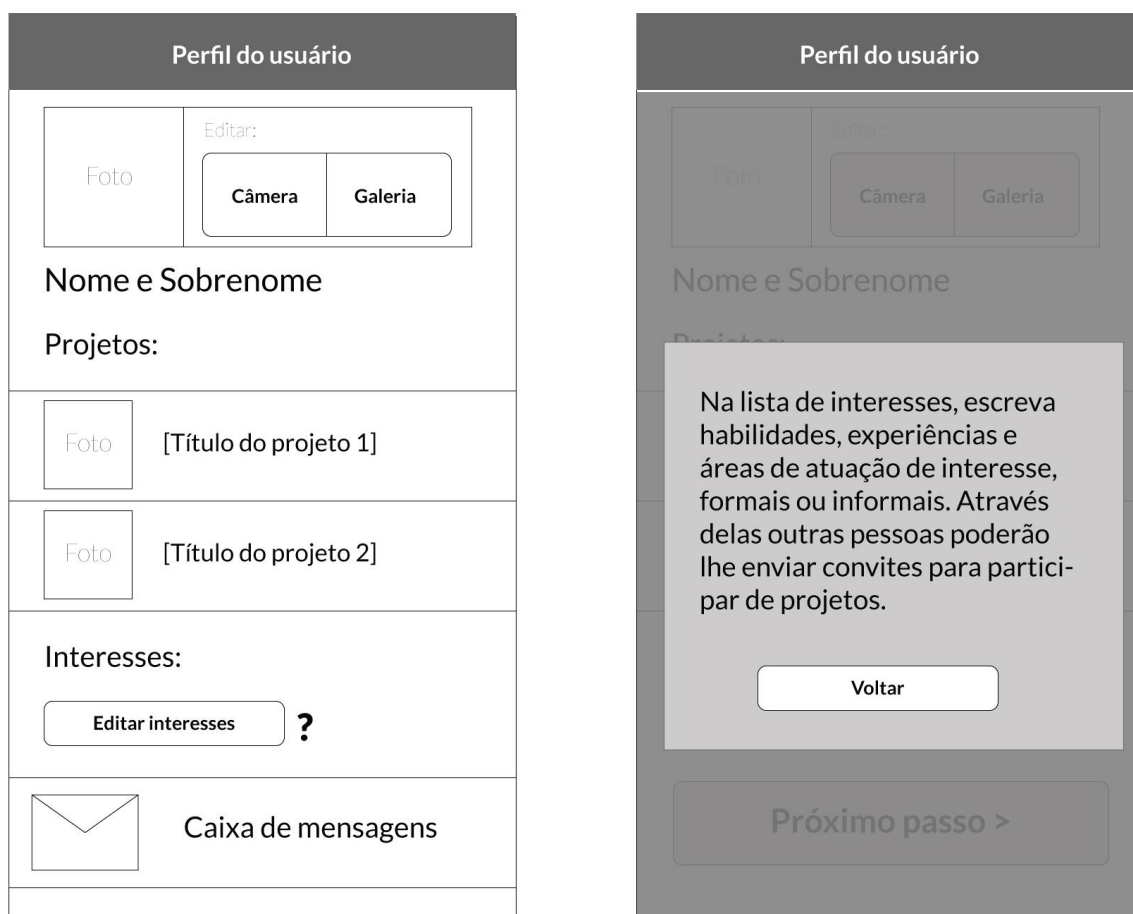 Perfil do usuário
Foto
Editar:
Câmera
Galeria
Nome e Sobrenome
Projetos:
Foto
[Título do projeto 1]
Foto
[Título do projeto 2]
Interesses:
Editar interesses
?
Caixa de mensagens
Perfil do usuário
Foto
Editar:
Câmera
Galeria
Nome e Sobrenome
Projetos:
Na lista de interesses, escreva
habilidades, experiências e
áreas de atuação de interesse,
formais ou informais. Através
delas outras pessoas poderão
lhe enviar convites para partici-
par de projetos.
Voltar
Próximo passo >